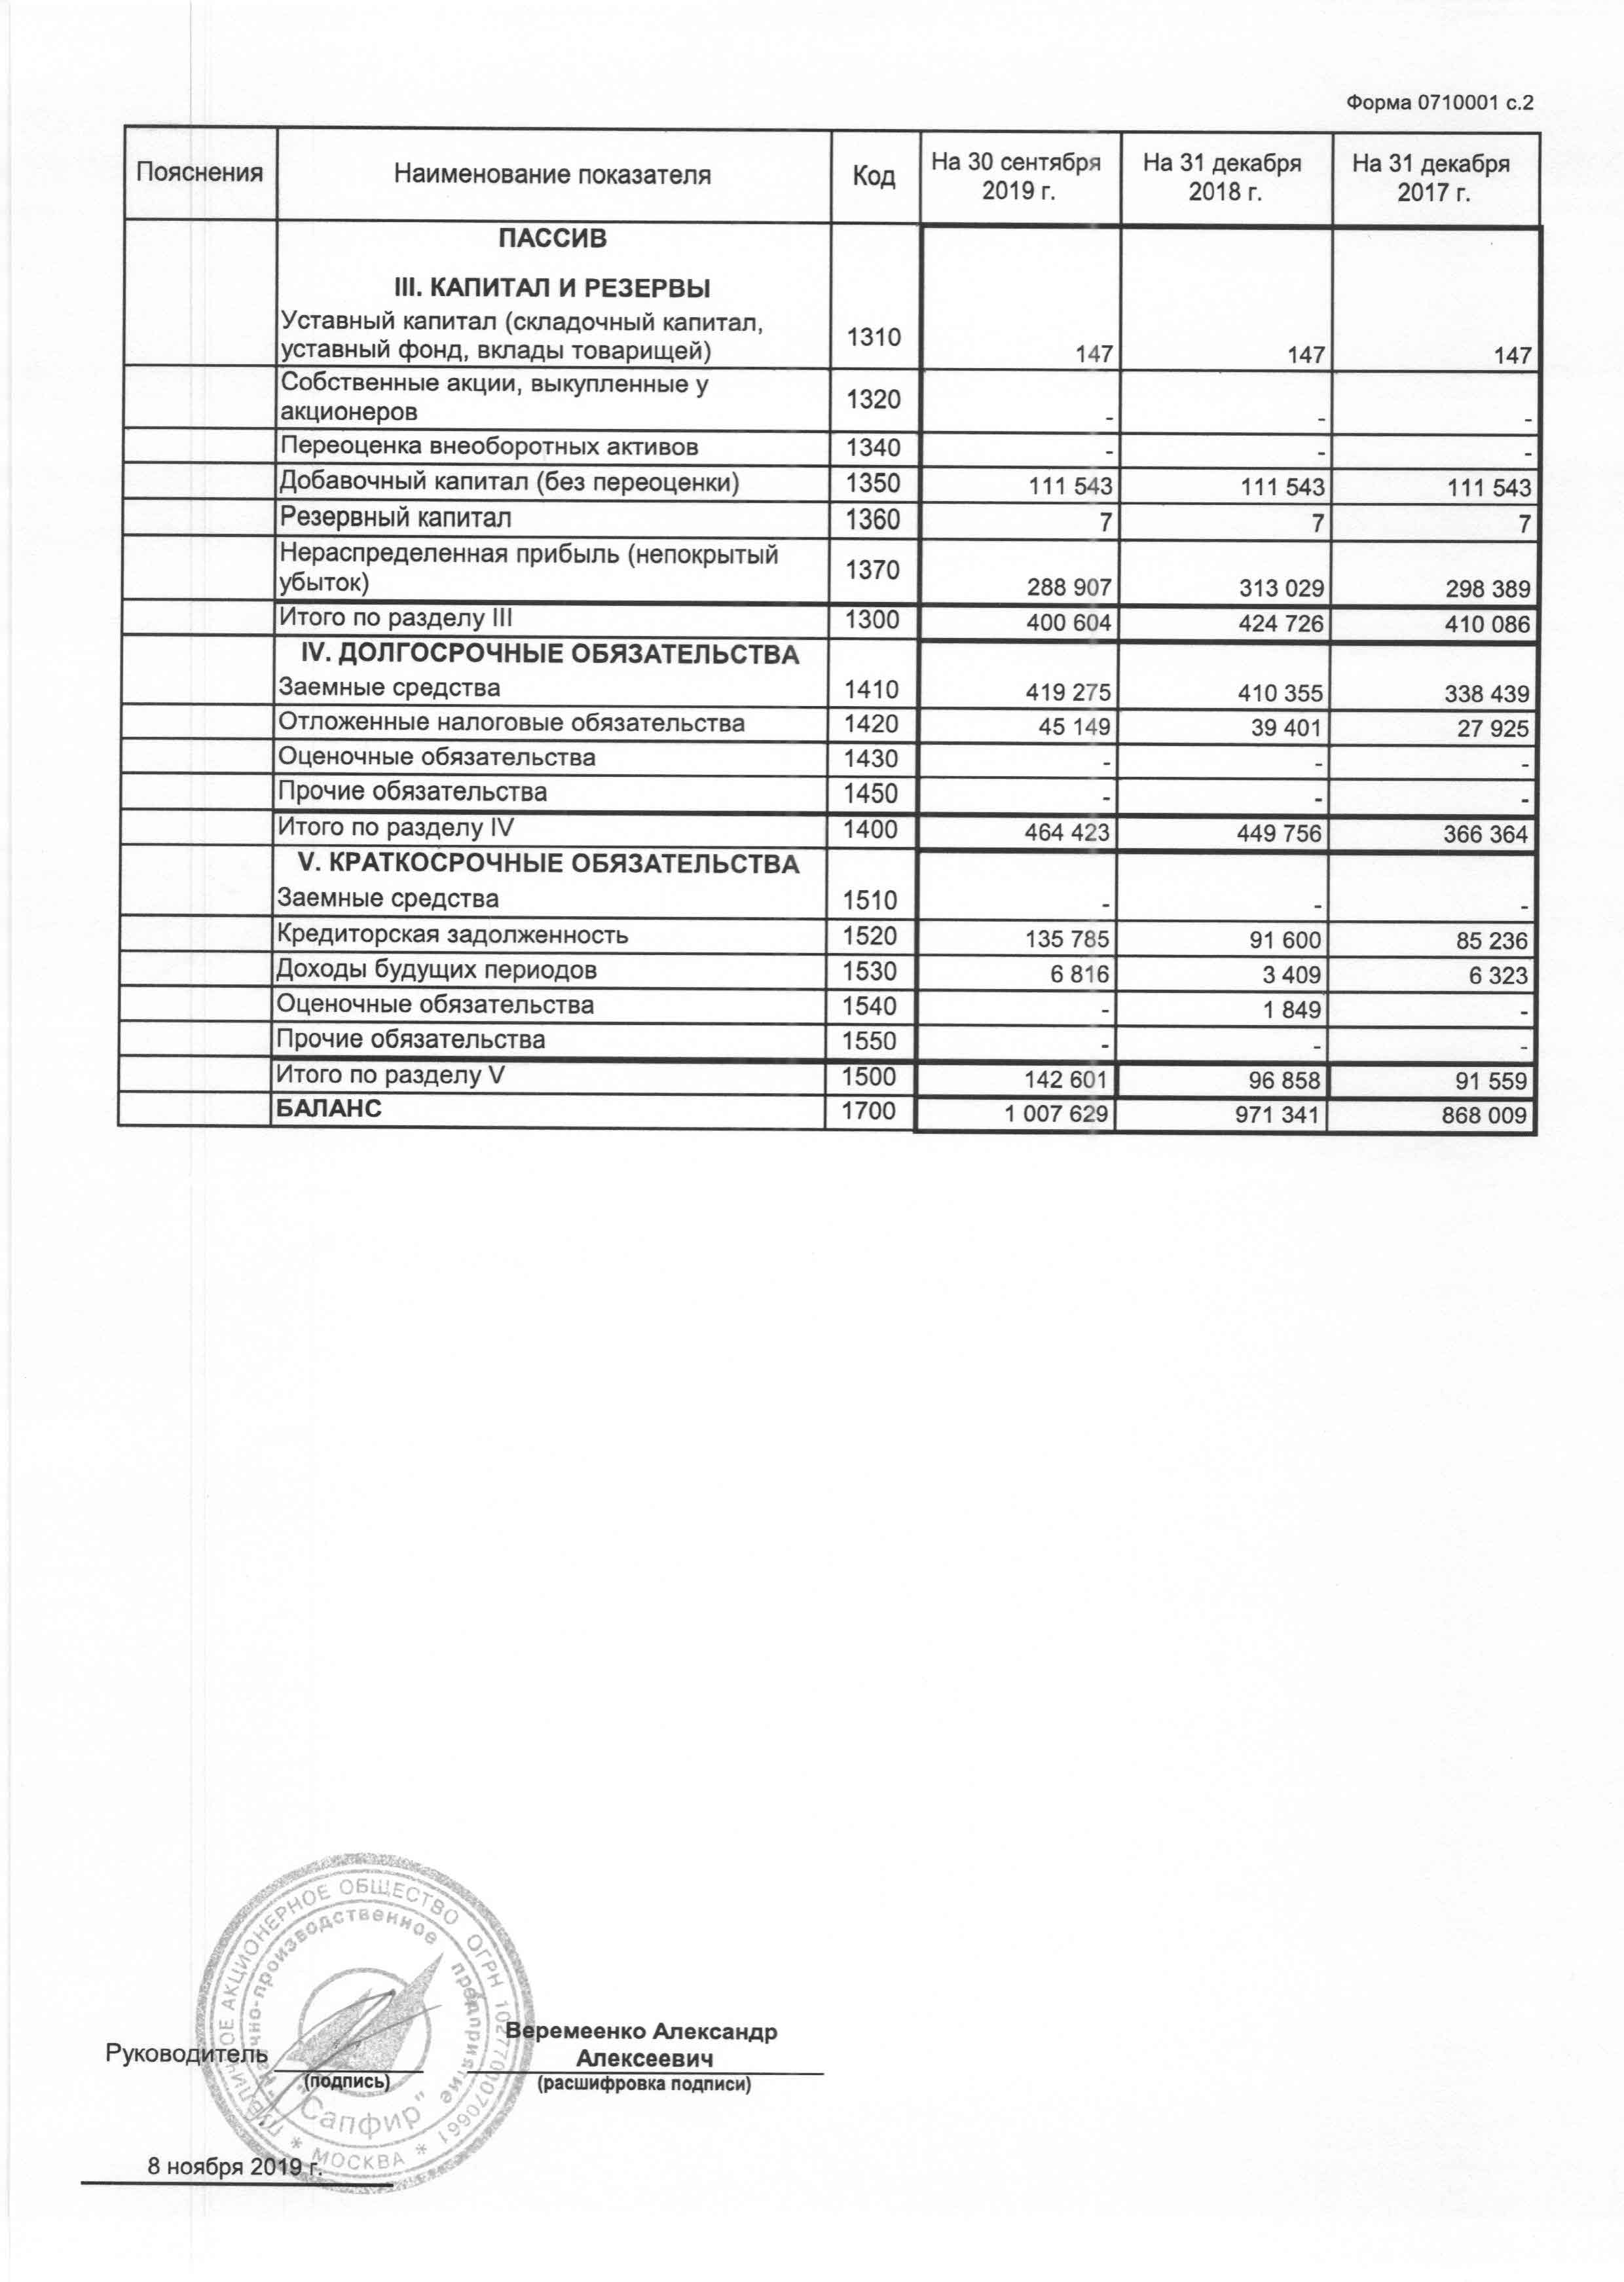 Форма 0710001 с.2
Пояснения Наименование показателя Код На 30 сентября 2019 г. На 31 декабря 2018 г. На 31 декабря 2017 г.
ПАССИВ
III. КАПИТАЛ И РЕЗЕРВЫ
Уставный капитал (складочный капитал,
уставный фонд, вклады товарищей) 1310 147 147 147
Собственные акции, выкупленные у
акционеров 1320 - - -
Переоценка внеоборотных активов 1340 - - -
Добавочный капитал (без переоценки) 1350 111 543 111 543 111 543
Резервный капитал 1360 7 7 7
Нераспределенная прибыль (непокрытый
убыток) 1370 288 907 313 029 298 389
Итого по разделу III 1300 400 604 424 726 410 086
IV. ДОЛГОСРОЧНЫЕ ОБЯЗАТЕЛЬСТВА
Заемные средства 1410 419 275 410 355 338 439
Отложенные налоговые обязательства 1420 45 149 39 401 27 925
Оценочные обязательства 1430 - - -
Прочие обязательства 1450 - - -
Итого по разделу IV 1400 464 423 449 756 366 364
V. КРАТКОСРОЧНЫЕ ОБЯЗАТЕЛЬСТВА
Заемные средства 1510 - - -
Кредиторская задолженность 1520 135 785 91 600 85 236
Доходы будущих периодов 1530 6 816 3 409 6 323
Оценочные обязательства 1540 - 1 849 -
Прочие обязательства 1550 - - -
Итого по разделу V 1500 142 601 96 858 91 559
БАЛАНС 1700 1 007 629 971 341 868 009
АКЦИОНЕРНОЕ ОБЩЕСТВО ОГРН
производственное предприятие
"Сапфир"
* МОСКВА *
Руководитель
(подпись)
Веремеенко Александр
Алексеевич
(расшифровка подписи)
8 ноября 2019 г.